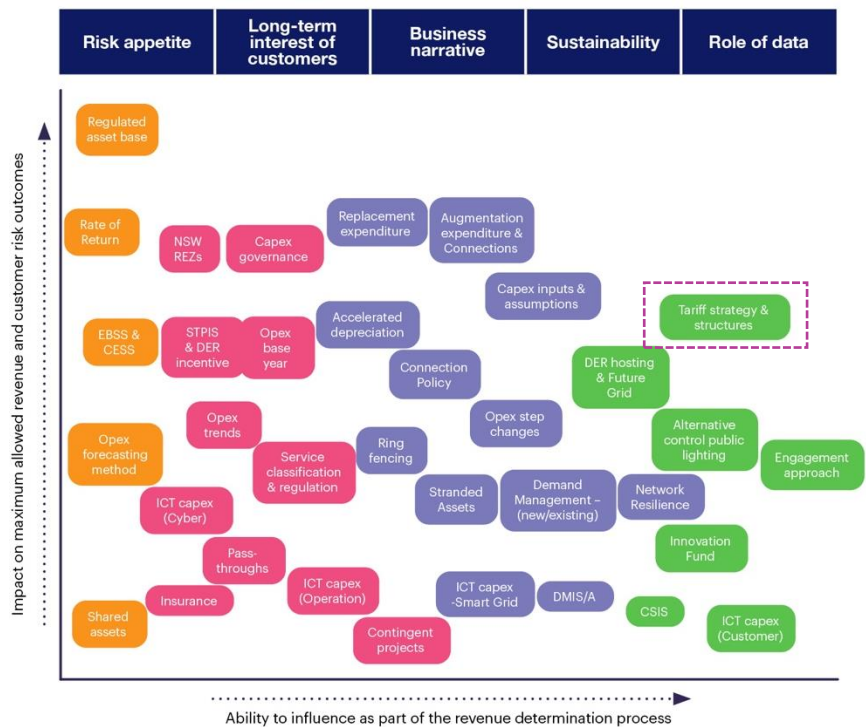 Risk appetite
Long-term
interest of
customers
Business
narrative
Sustainability
Role of data
Impact on maximum allowed revenue and customer risk outcomes
Regulated
asset base
Rate of
Return
NSW
REZs
Capex
governance
Replacement
expenditure
Augmentation
expenditure &
Connections
Capex inputs &
assumptions
Tariff strategy &
structures
EBSS &
CESS
STPIS
& DER
incentive
Opex
base
year
Accelerated
depreciation
Connection
Policy
DER hosting
& Future
Grid
Opex
trends
Opex step
changes
Opex
forecasting
method
Service
classification
& regulation
Ring
fencing
Alternative
control public
lighting
Engagement
approach
ICT capex
(Cyber)
Stranded
Assets
Demand
Management –
(new/existing)
Network
Resilience
Pass-
throughs
Innovation
Fund
Insurance
ICT capex
(Operation)
ICT capex
-Smart Grid
DMIS/A
CSIS
Shared
assets
Contingent
projects
ICT capex
(Customer)
Ability to influence as part of the revenue determination process